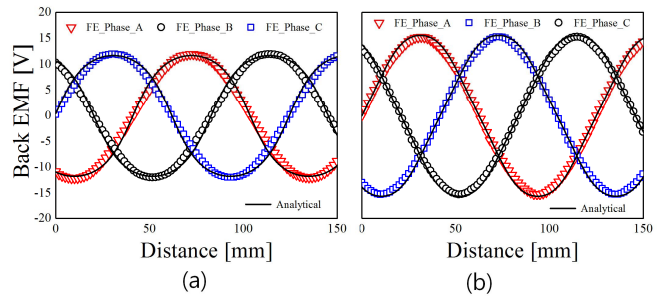 FE_Phase_A FE_Phase_B FE_Phase_C
FE_Phase_A FE_Phase_B FE_Phase_C
Back EMF [V]
20
15
10
5
0
-5
-10
-15
-20
Analytical
Analytical
0 50 100 150
0 50 100 150
Distance [mm]
Distance [mm]
(a)
(b)